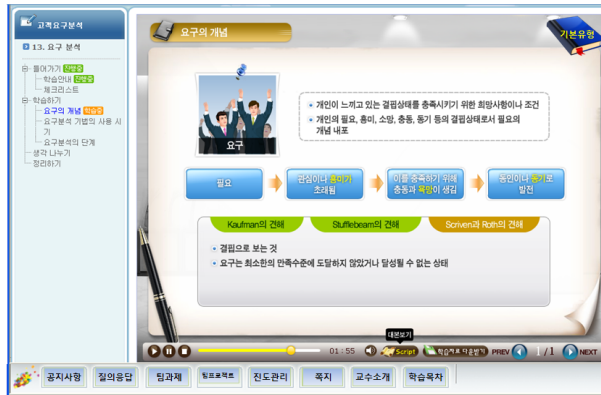 고객요구분석
13. 요구 분석
들어가기 진행중
학습안내 진행중
체크리스트
학습하기
요구의 개념 학습중
요구분석 기법의 사용 시
기
요구분석의 단계
생각 나누기
정리하기
요구의 개념
기본유형
요구
개인이 느끼고 있는 결핍상태를 충족시키기 위한 희망사항이나 조건
개인의 필요, 흥미, 소망, 충동, 동기 등의 결핍상태로서 필요의
개념 내포
필요
관심이나 흥미가
초래됨
이를 충족하기 위해
충동과 욕망이 생김
동인이나 동기로
발전
Kaufman의 견해
Stufflebeam의 견해
Scriven과 Roth의 견해
결핍으로 보는 것
요구는 최소한의 만족수준에 도달하지 않았거나 달성될 수 없는 상태
대본보기
01:55
Script
학습자료 다운받기
PREV
1 / 1
NEXT
공지사항
질의응답
팀과제
팀프로젝트
진도관리
쪽지
교수소개
학습목차